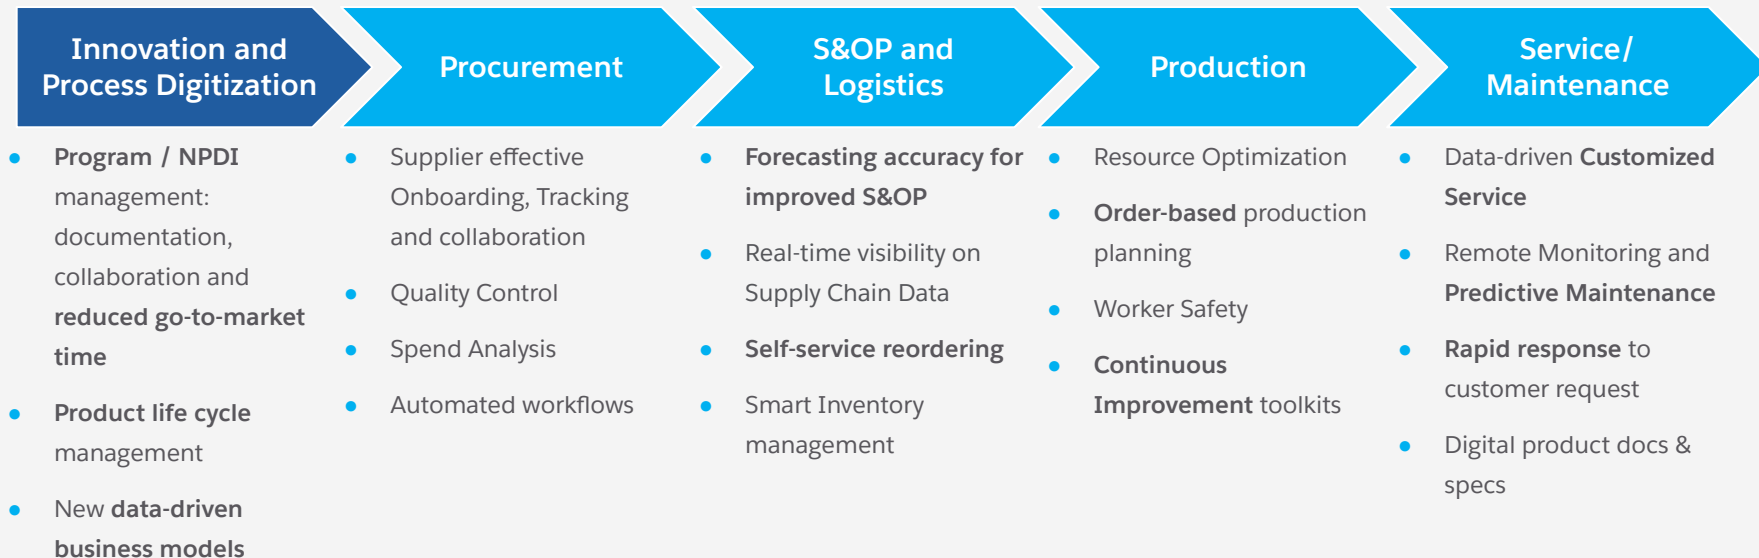 Innovation and
Process Digitization
Procurement
S&OP and
Logistics
Production
Service/
Maintenance
● Program / NPDI
management:
documentation,
collaboration and
reduced go-to-market
time
● Product life cycle
management
● New data-driven
business models
● Supplier effective
Onboarding, Tracking
and collaboration
● Quality Control
● Spend Analysis
● Automated workflows
● Forecasting accuracy for
improved S&OP
● Real-time visibility on
Supply Chain Data
● Self-service reordering
● Smart Inventory
management
● Resource Optimization
● Order-based production
planning
● Worker Safety
● Continuous
Improvement toolkits
● Data-driven Customized
Service
● Remote Monitoring and
Predictive Maintenance
● Rapid response to
customer request
● Digital product docs &
specs